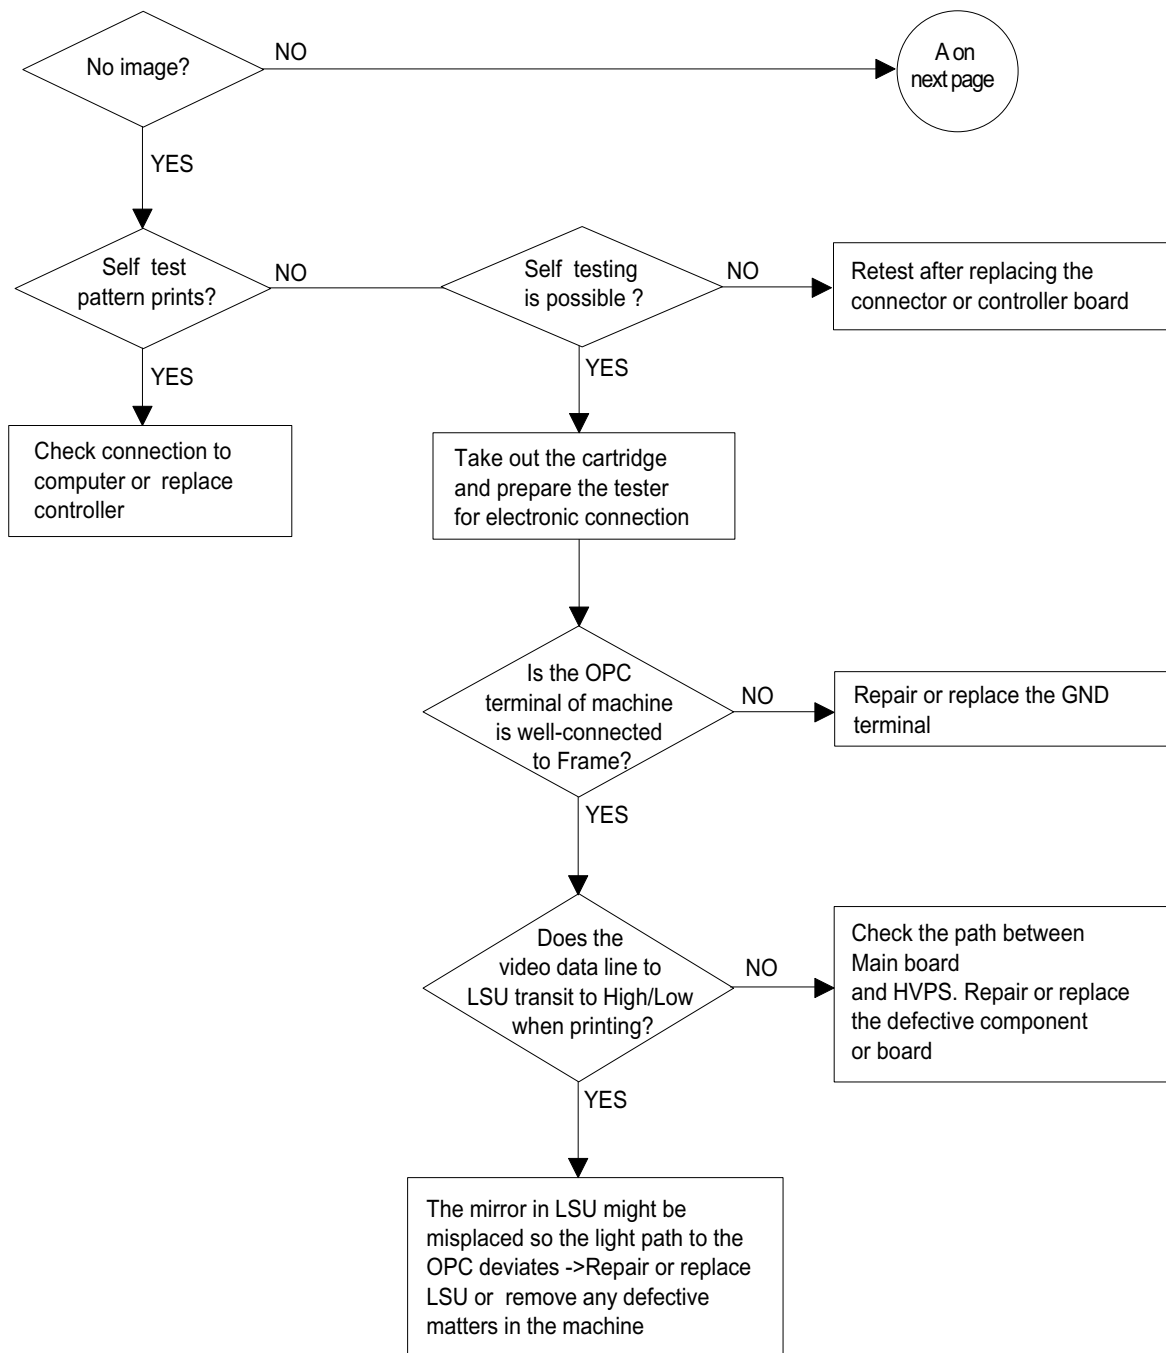 No image?
NO
A on
next page
YES
Self test
pattern prints?
NO
Self testing
is possible ?
NO
Retest after replacing the
connector or controller board
YES
YES
Check connection to
computer or replace
controller
Take out the cartridge
and prepare the tester
for electronic connection
Is the OPC
terminal of machine
is well-connected
to Frame?
NO
Repair or replace the GND
terminal
YES
Does the
video data line to
LSU transit to High/Low
when printing?
NO
Check the path between
Main board
and HVPS. Repair or replace
the defective component
or board
YES
The mirror in LSU might be
misplaced so the light path to the
OPC deviates ->Repair or replace
LSU or remove any defective
matters in the machine